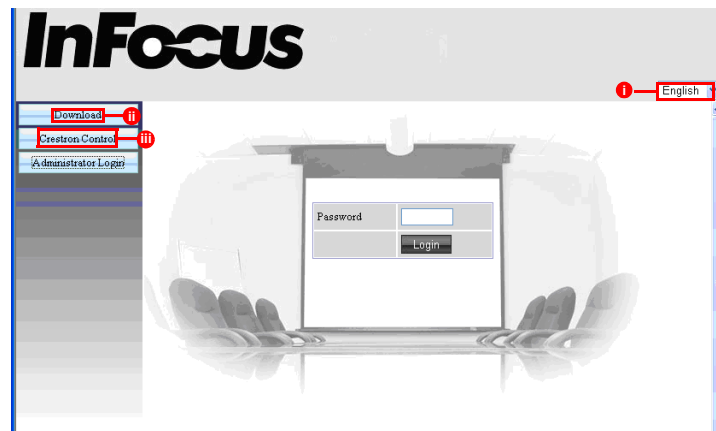 InFocus
i
English
Download
ii
Crestron Control
iii
Administrator Login
Password
Login